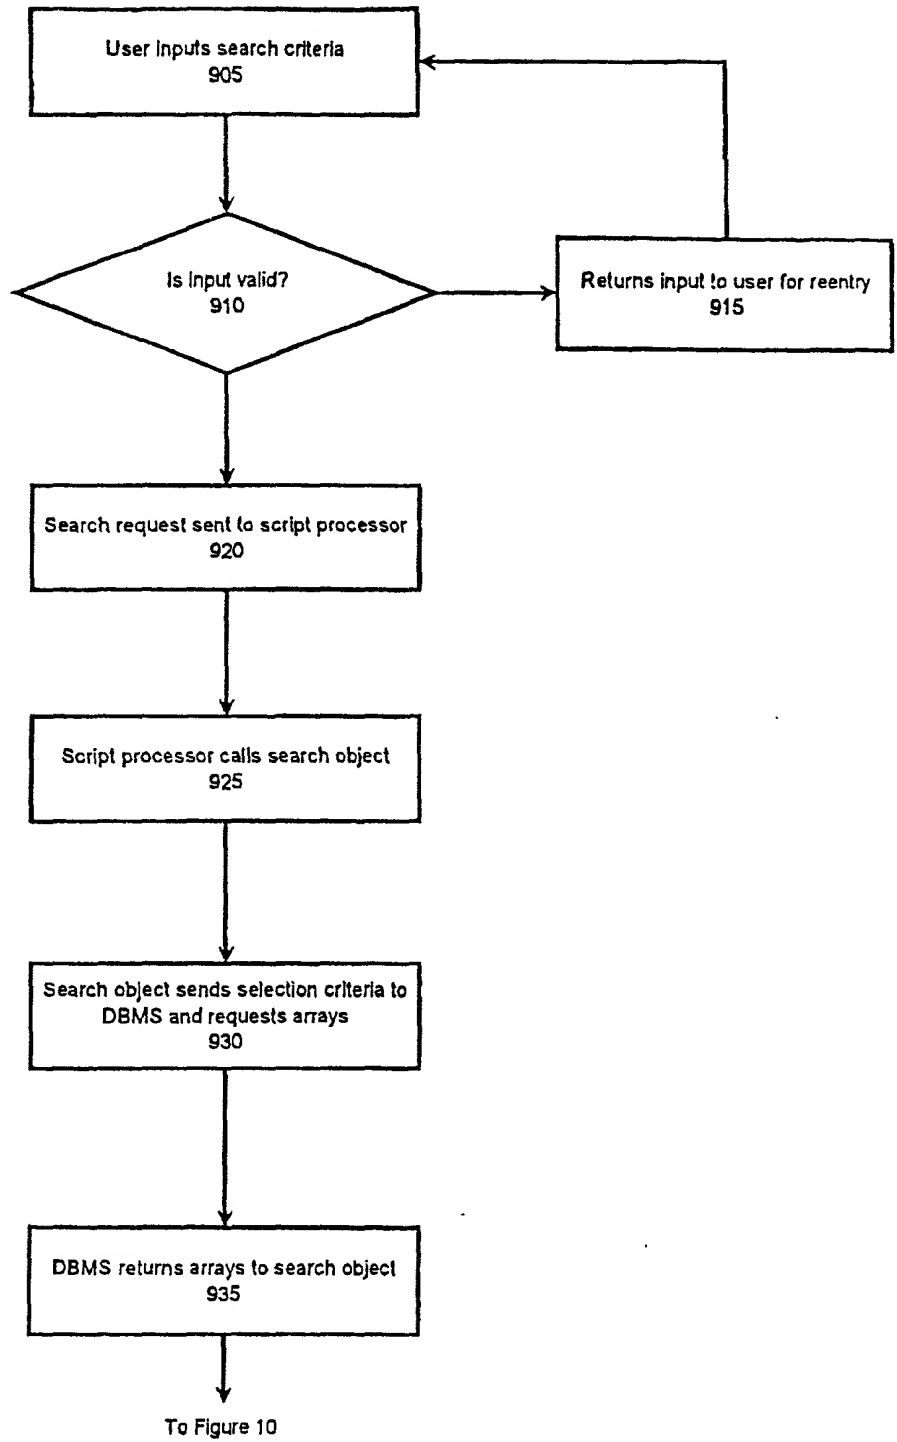 User inputs search criteria
905
Is input valid?
910
Returns input to user for reentry
915
Search request sent to script processor
920
Script processor calls search object
925
Search object sends selection criteria to
DBMS and requests arrays
930
DBMS returns arrays to search object
935
To Figure 10